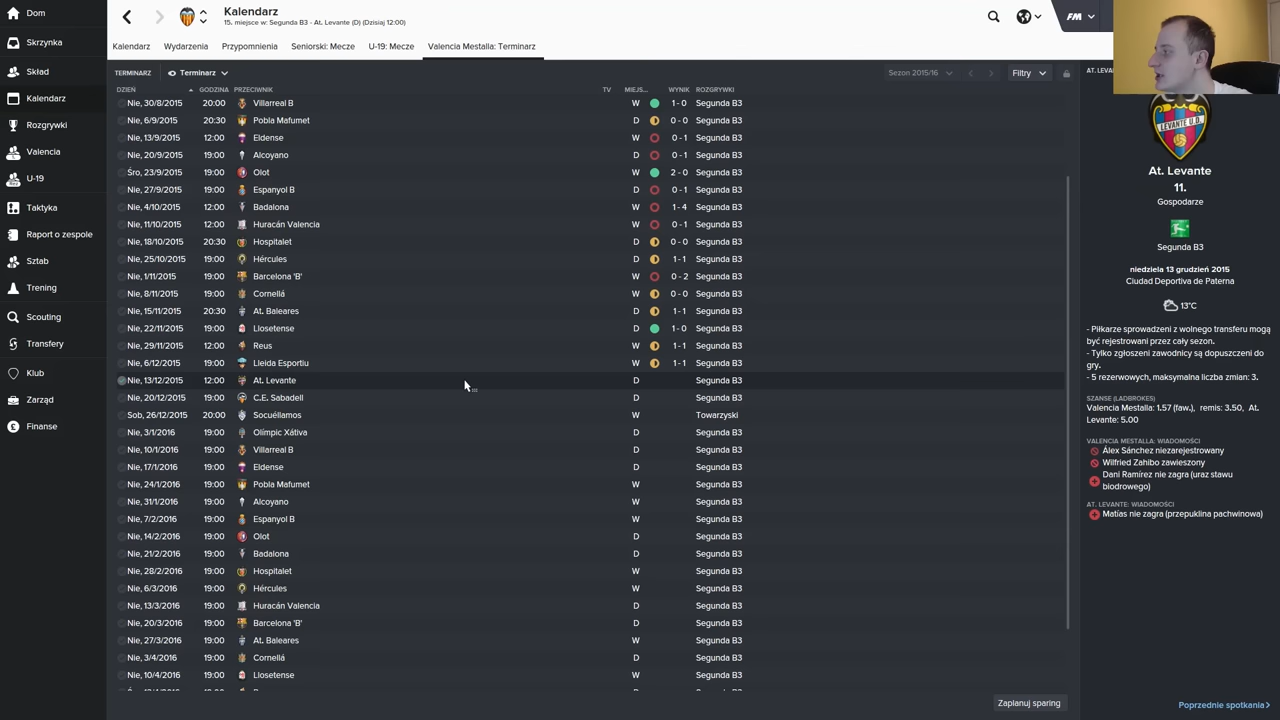 Dom
Skrzynka
Skład
Kalendarz
Rozgrywki
Valencia
U-19
Taktyka
Raport o zespole
Sztab
Trening
Scouting
Transfery
Klub
Zarząd
Finanse
Kalendarz
15. miejsce w: Segunda B3 - At. Levante (D) (Dzisiaj 12:00)
FM
Kalendarz Wydarzenia Przypomnienia Seniorski: Mecze U-19: Mecze Valencia Mestalla: Terminarz
TERMINARZ Terminarz Sezon 2015/16 Filtry
DZIEŃ GODZINA PRZECIWNIK TV MIEJS... WYNIK ROZGRYWKI
Nie, 30/8/2015 20:00 Villarreal B W 1 - 0 Segunda B3
Nie, 6/9/2015 20:30 Pobla Mafumet D 0 - 0 Segunda B3
Nie, 13/9/2015 12:00 Eldense W 0 - 1 Segunda B3
Nie, 20/9/2015 19:00 Alcoyano D 0 - 1 Segunda B3
Śro, 23/9/2015 19:00 Olot W 2 - 0 Segunda B3
Nie, 27/9/2015 19:00 Espanyol B D 0 - 1 Segunda B3
Nie, 4/10/2015 12:00 Badalona W 1 - 4 Segunda B3
Nie, 11/10/2015 12:00 Huracán Valencia W 0 - 1 Segunda B3
Nie, 18/10/2015 20:30 Hospitalet D 0 - 0 Segunda B3
Nie, 25/10/2015 19:00 Hércules D 1 - 1 Segunda B3
Nie, 1/11/2015 19:00 Barcelona 'B' W 0 - 2 Segunda B3
Nie, 8/11/2015 19:00 Cornellá W 0 - 0 Segunda B3
Nie, 15/11/2015 20:30 At. Baleares D 1 - 1 Segunda B3
Nie, 22/11/2015 19:00 Llosetense D 1 - 0 Segunda B3
Nie, 29/11/2015 12:00 Reus W 1 - 1 Segunda B3
Nie, 6/12/2015 19:00 Lleida Esportiu W 1 - 1 Segunda B3
Nie, 13/12/2015 12:00 At. Levante D Segunda B3
Nie, 20/12/2015 19:00 C.E. Sabadell D Segunda B3
Sob, 26/12/2015 20:00 Socuéllamos W Towarzyski
Nie, 3/1/2016 19:00 Olímpic Xátiva D Segunda B3
Nie, 10/1/2016 19:00 Villarreal B D Segunda B3
Nie, 17/1/2016 19:00 Eldense D Segunda B3
Nie, 24/1/2016 19:00 Pobla Mafumet W Segunda B3
Nie, 31/1/2016 19:00 Alcoyano W Segunda B3
Nie, 7/2/2016 19:00 Espanyol B W Segunda B3
Nie, 14/2/2016 19:00 Olot D Segunda B3
Nie, 21/2/2016 19:00 Badalona D Segunda B3
Nie, 28/2/2016 19:00 Hospitalet W Segunda B3
Nie, 6/3/2016 19:00 Hércules W Segunda B3
Nie, 13/3/2016 19:00 Huracán Valencia D Segunda B3
Nie, 20/3/2016 19:00 Barcelona 'B' D Segunda B3
Nie, 27/3/2016 19:00 At. Baleares W Segunda B3
Nie, 3/4/2016 19:00 Cornellá D Segunda B3
Nie, 10/4/2016 19:00 Llosetense W Segunda B3
Zaplanuj sparing
LEVANTE U.D.
At. Levante
11.
Gospodarze
Segunda B3
niedziela 13 grudzień 2015
Ciudad Deportiva de Paterna
13°C
- Piłkarze sprowadzeni z wolnego transferu mogą
być rejestrowani przez cały sezon.
- Tylko zgłoszeni zawodnicy są dopuszczeni do
gry.
- 5 rezerwowych, maksymalna liczba zmian: 3.
SZANSE (LADBROKES)
Valencia Mestalla: 1.57 (faw.), remis: 3.50, At.
Levante: 5.00
VALENCIA MESTALLA: WIADOMOŚCI
Álex Sánchez niezarejestrowany
Wilfried Zahibo zawieszony
Dani Ramírez nie zagra (uraz stawu
biodrowego)
AT. LEVANTE: WIADOMOŚCI
Matías nie zagra (przepuklina pachwinowa)
Poprzednie spotkania